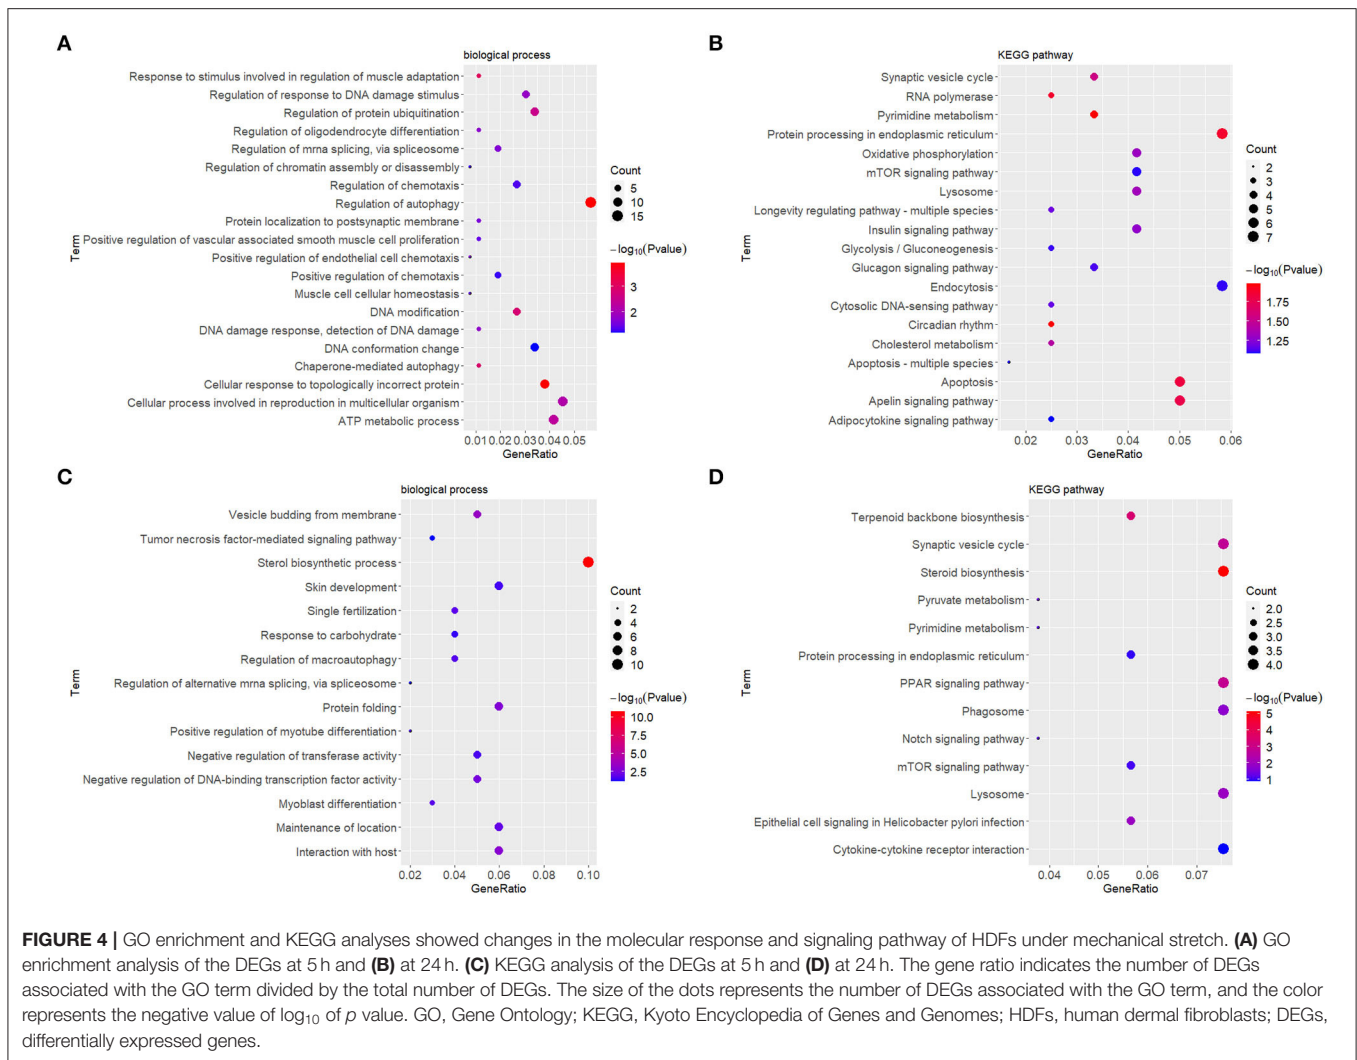 A
biological process
Response to stimulus involved in regulation of muscle adaptation
Regulation of response to DNA damage stimulus
Regulation of protein ubiquitination
Regulation of oligodendrocyte differentiation
Regulation of mrna splicing, via spliceosome
Regulation of chromatin assembly or disassembly
Regulation of chemotaxis
Regulation of autophagy
Protein localization to postsynaptic membrane
Positive regulation of vascular associated smooth muscle cell proliferation
Positive regulation of endothelial cell chemotaxis
Positive regulation of chemotaxis
Muscle cell cellular homeostasis
DNA modification
DNA damage response, detection of DNA damage
DNA conformation change
Chaperone-mediated autophagy
Cellular response to topologically incorrect protein
Cellular process involved in reproduction in multicellular organism
ATP metabolic process
Term
0.01 0.02 0.03 0.04 0.05
GeneRatio
Count
5
10
15
−log10(Pvalue)
3
2
B
KEGG pathway
Synaptic vesicle cycle
RNA polymerase
Pyrimidine metabolism
Protein processing in endoplasmic reticulum
Oxidative phosphorylation
mTOR signaling pathway
Lysosome
Longevity regulating pathway - multiple species
Insulin signaling pathway
Glycolysis / Gluconeogenesis
Glucagon signaling pathway
Endocytosis
Cytosolic DNA-sensing pathway
Circadian rhythm
Cholesterol metabolism
Apoptosis - multiple species
Apoptosis
Apelin signaling pathway
Adipocytokine signaling pathway
Term
0.02 0.03 0.04 0.05 0.06
GeneRatio
Count
2
3
4
5
6
7
−log10(Pvalue)
1.75
1.50
1.25
C
biological process
Vesicle budding from membrane
Tumor necrosis factor-mediated signaling pathway
Sterol biosynthetic process
Skin development
Single fertilization
Response to carbohydrate
Regulation of macroautophagy
Regulation of alternative mrna splicing, via spliceosome
Protein folding
Positive regulation of myotube differentiation
Negative regulation of transferase activity
Negative regulation of DNA-binding transcription factor activity
Myoblast differentiation
Maintenance of location
Interaction with host
Term
0.02 0.04 0.06 0.08 0.10
GeneRatio
Count
2
4
6
8
10
−log10(Pvalue)
10.0
7.5
5.0
2.5
D
KEGG pathway
Terpenoid backbone biosynthesis
Synaptic vesicle cycle
Steroid biosynthesis
Pyruvate metabolism
Pyrimidine metabolism
Protein processing in endoplasmic reticulum
PPAR signaling pathway
Phagosome
Notch signaling pathway
mTOR signaling pathway
Lysosome
Epithelial cell signaling in Helicobacter pylori infection
Cytokine-cytokine receptor interaction
Term
0.04 0.05 0.06 0.07
GeneRatio
Count
2.0
2.5
3.0
3.5
4.0
−log10(Pvalue)
5
4
3
2
1
FIGURE 4 | GO enrichment and KEGG analyses showed changes in the molecular response and signaling pathway of HDFs under mechanical stretch. (A) GO
enrichment analysis of the DEGs at 5 h and (B) at 24 h. (C) KEGG analysis of the DEGs at 5 h and (D) at 24 h. The gene ratio indicates the number of DEGs
associated with the GO term divided by the total number of DEGs. The size of the dots represents the number of DEGs associated with the GO term, and the color
represents the negative value of log10 of p value. GO, Gene Ontology; KEGG, Kyoto Encyclopedia of Genes and Genomes; HDFs, human dermal fibroblasts; DEGs,
differentially expressed genes.